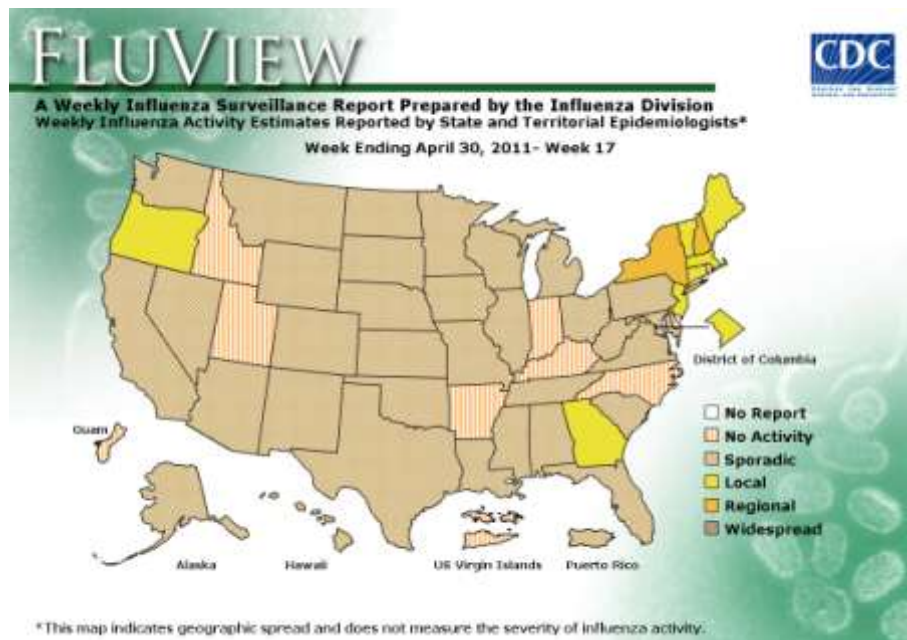 FLUVIEW
CDC
A Weekly Influenza Surveillance Report Prepared by the Influenza Division
Weekly Influenza Activity Estimates Reported by State and Territorial Epidemiologists*
Week Ending April 30, 2011- Week 17
District of Columbia
No Report
No Activity
Sporadic
Local
Regional
Widespread
Guam
Alaska
Hawaii
US Virgin Islands
Puerto Rico
*This map indicates geographic spread and does not measure the severity of influenza activity.